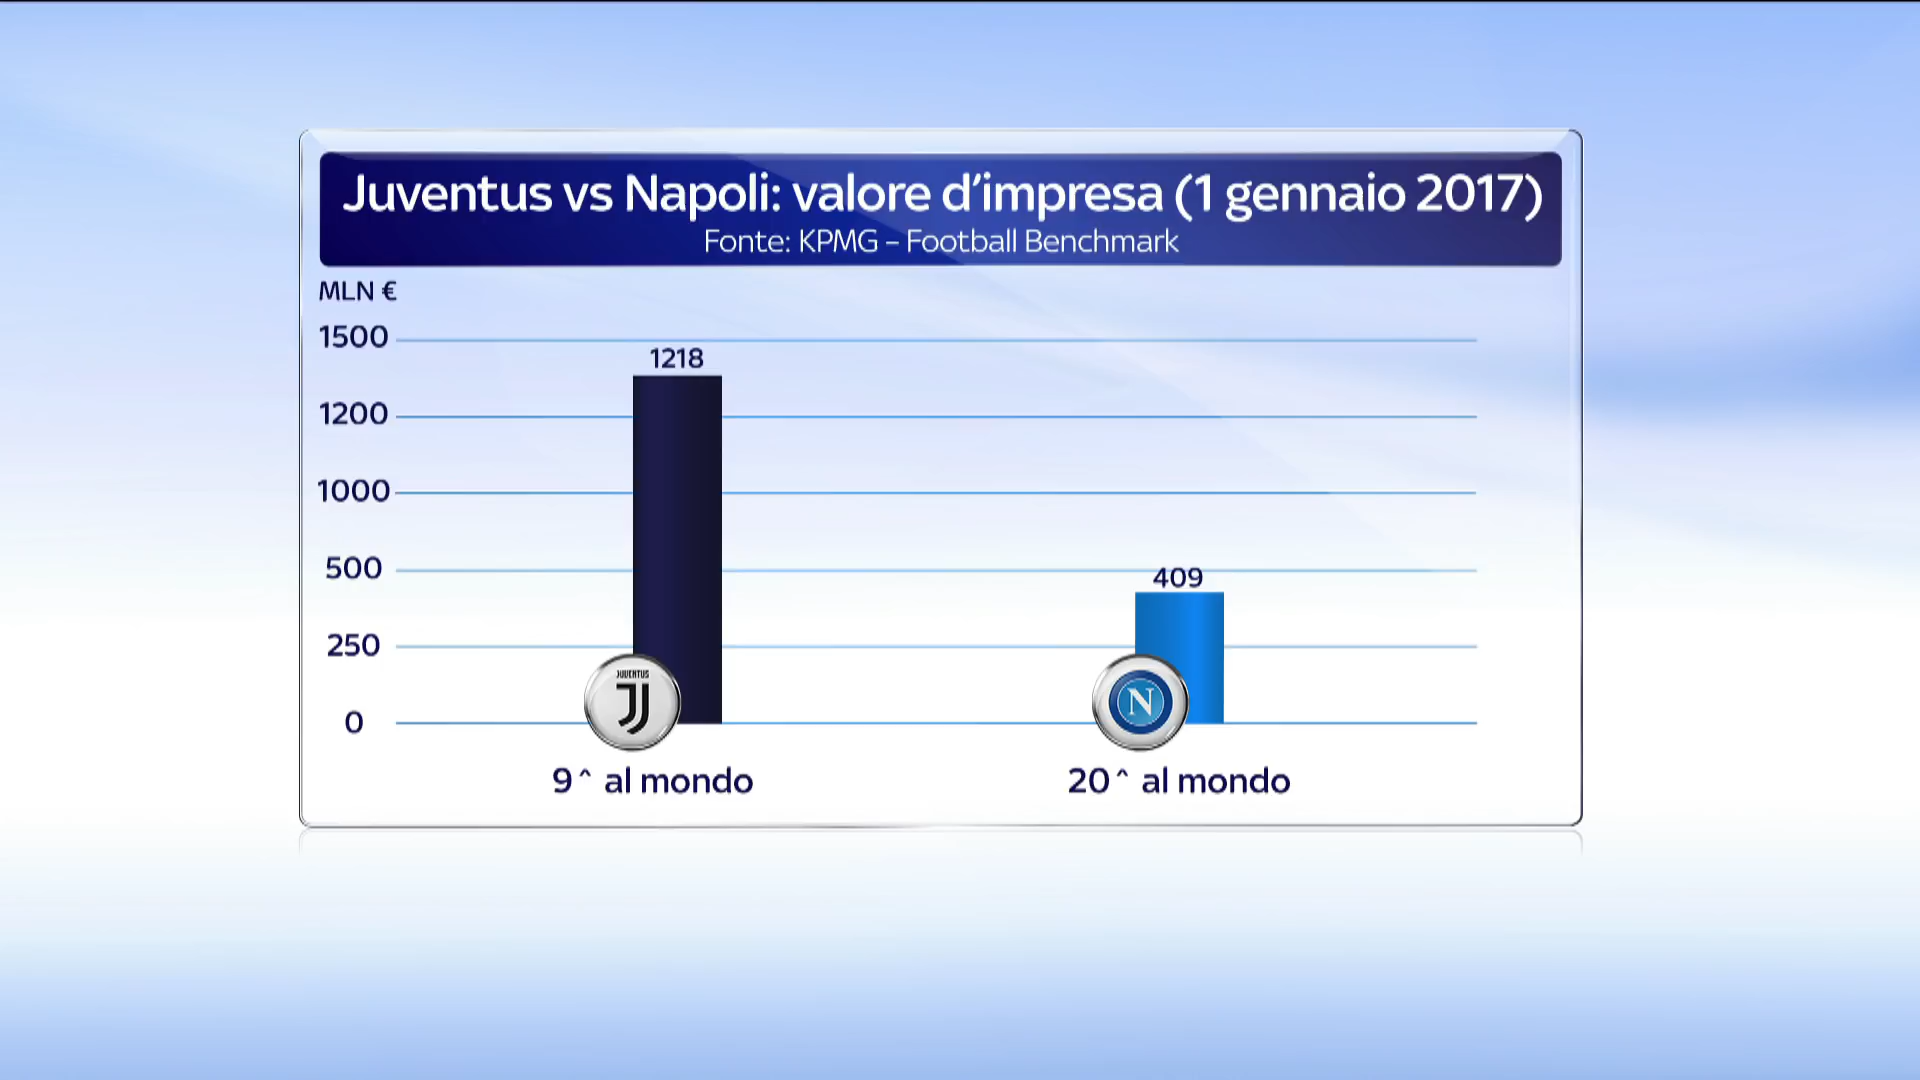 Juventus vs Napoli: valore d'impresa (1 gennaio 2017)
Fonte: KPMG – Football Benchmark
MLN €
1500
1218
1200
1000
500
409
250
JUVENTUS
N
0
9^ al mondo
20^ al mondo